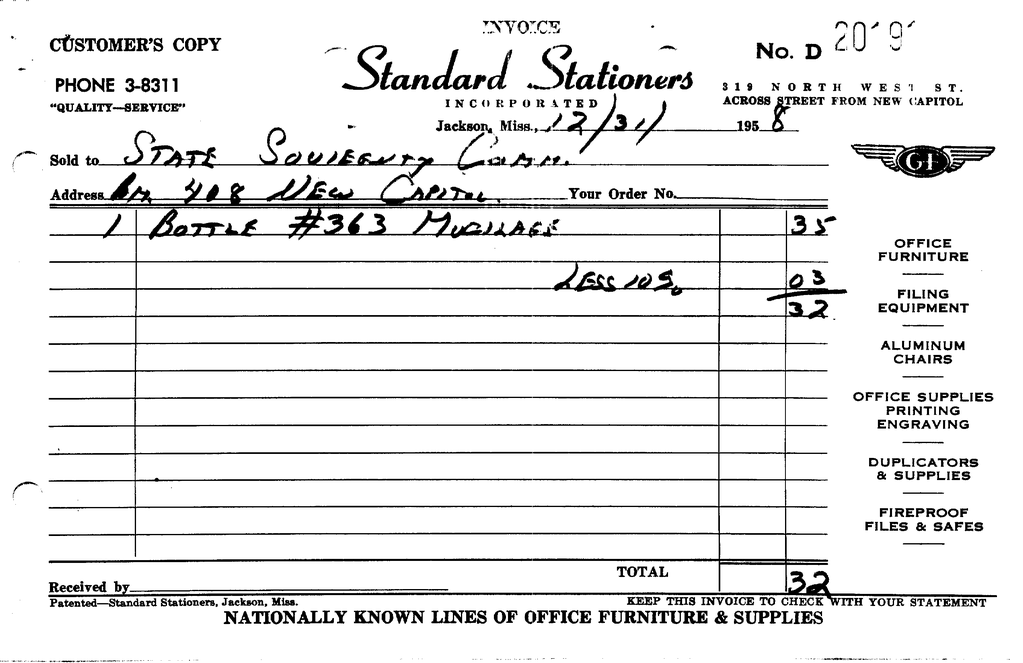 INVOICE
CUSTOMER'S COPY
No. D 2019
Standard Stationers
PHONE 3-8311
319 NORTH WEST ST.
"QUALITY—SERVICE"
INCORPORATED
ACROSS STREET FROM NEW CAPITOL
Jackson, Miss., 12/31/ 1958
Sold to STATE SOVIEGNTY COMM.
GF
Address RM. 408 NEW CAPITOL. Your Order No.
1 BOTTLE #363 MUCILAGE 35
LESS 10% 03
32
OFFICE
FURNITURE
FILING
EQUIPMENT
ALUMINUM
CHAIRS
OFFICE SUPPLIES
PRINTING
ENGRAVING
DUPLICATORS
& SUPPLIES
FIREPROOF
FILES & SAFES
TOTAL 32
Received by
Patented—Standard Stationers, Jackson, Miss.
KEEP THIS INVOICE TO CHECK WITH YOUR STATEMENT
NATIONALLY KNOWN LINES OF OFFICE FURNITURE & SUPPLIES